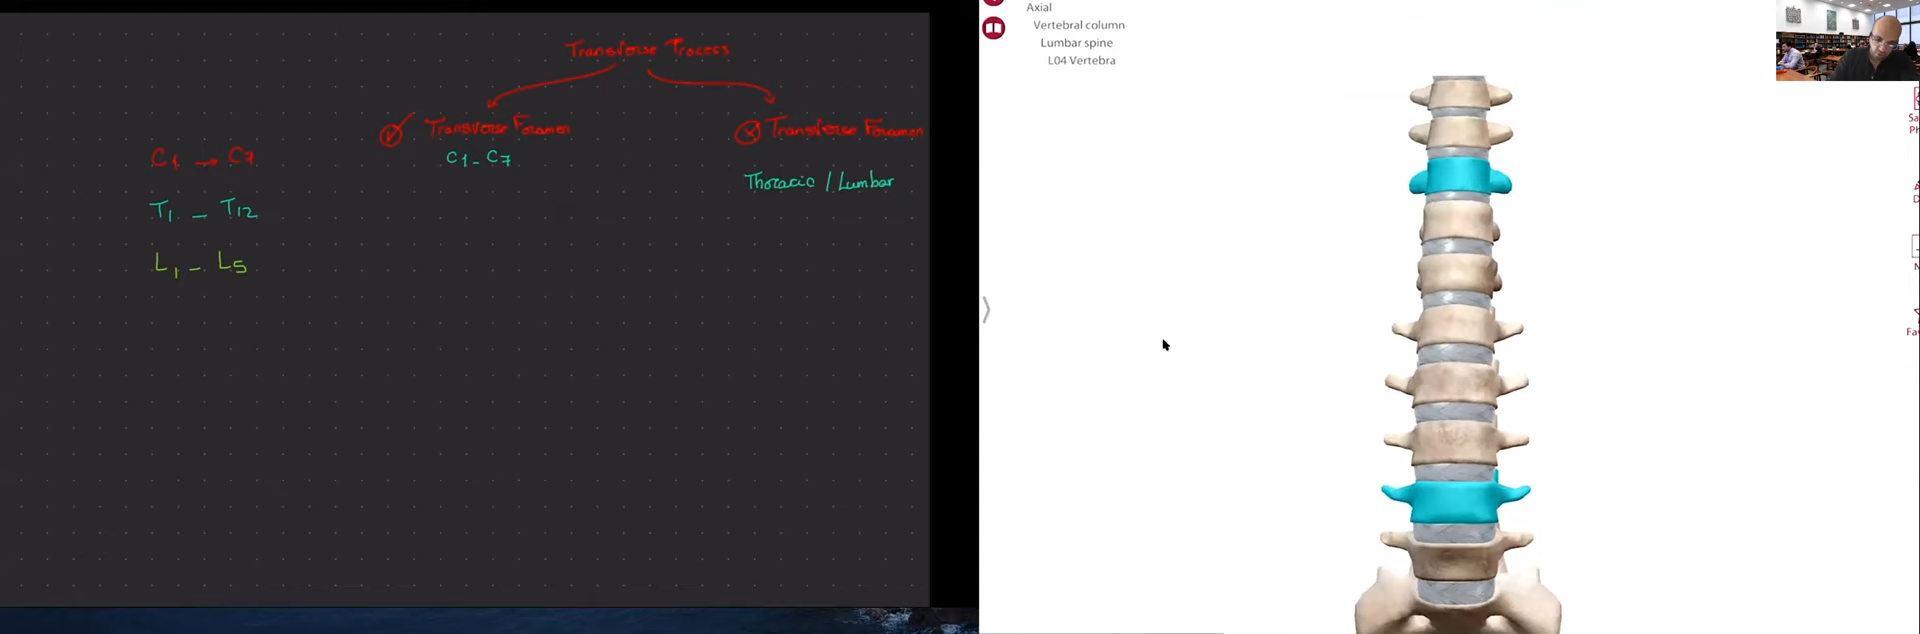 Transverse Process
Transverse Foramen
C1 - C7
Transverse Foramen
Thoracic / Lumbar
C1 → C7
T1 - T12
L1 - L5
Axial
Vertebral column
Lumbar spine
L04 Vertebra